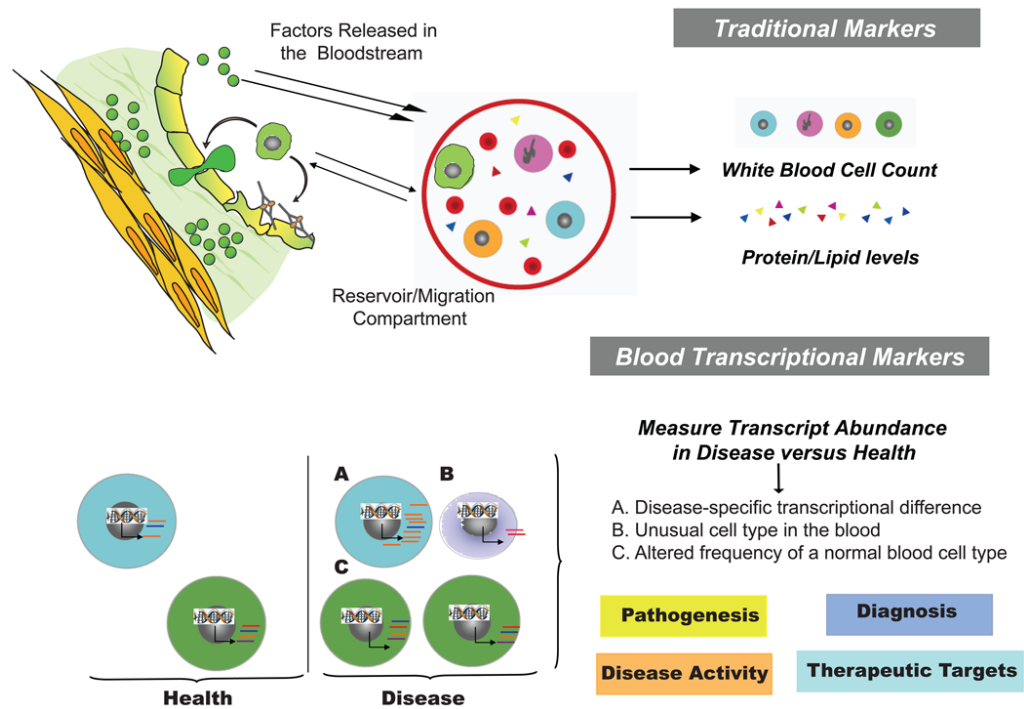 Factors Released in
the Bloodstream
Traditional Markers
White Blood Cell Count
Protein/Lipid levels
Reservoir/Migration
Compartment
Blood Transcriptional Markers
Measure Transcript Abundance
in Disease versus Health
A. Disease-specific transcriptional difference
B. Unusual cell type in the blood
C. Altered frequency of a normal blood cell type
A
B
C
Health
Disease
Pathogenesis
Diagnosis
Disease Activity
Therapeutic Targets